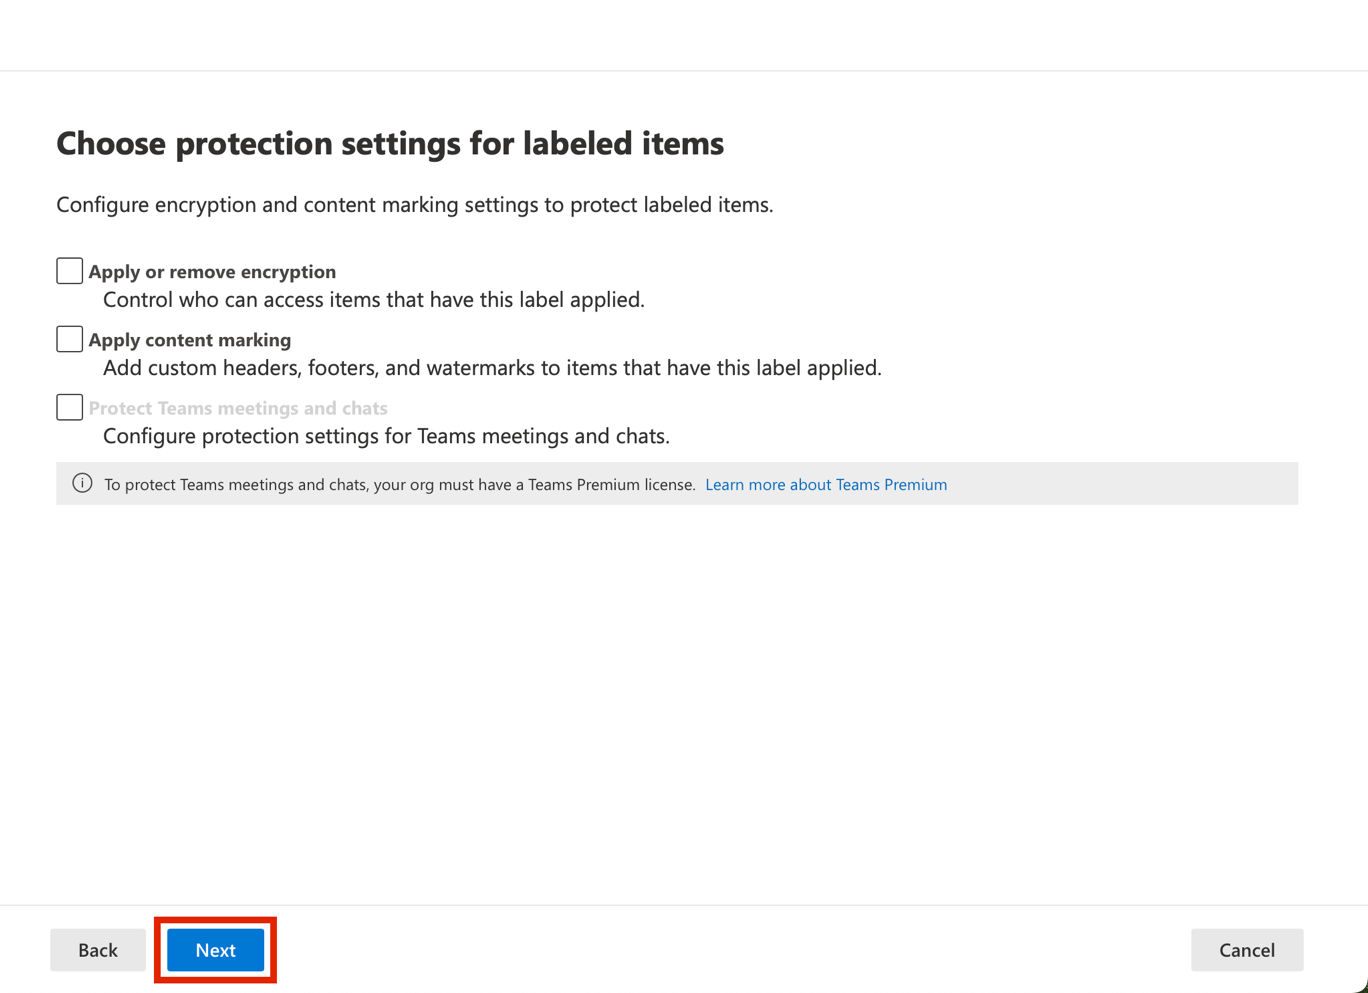 Choose protection settings for labeled items
Configure encryption and content marking settings to protect labeled items.
Apply or remove encryption
Control who can access items that have this label applied.
Apply content marking
Add custom headers, footers, and watermarks to items that have this label applied.
Protect Teams meetings and chats
Configure protection settings for Teams meetings and chats.
To protect Teams meetings and chats, your org must have a Teams Premium license. Learn more about Teams Premium
Back Next Cancel